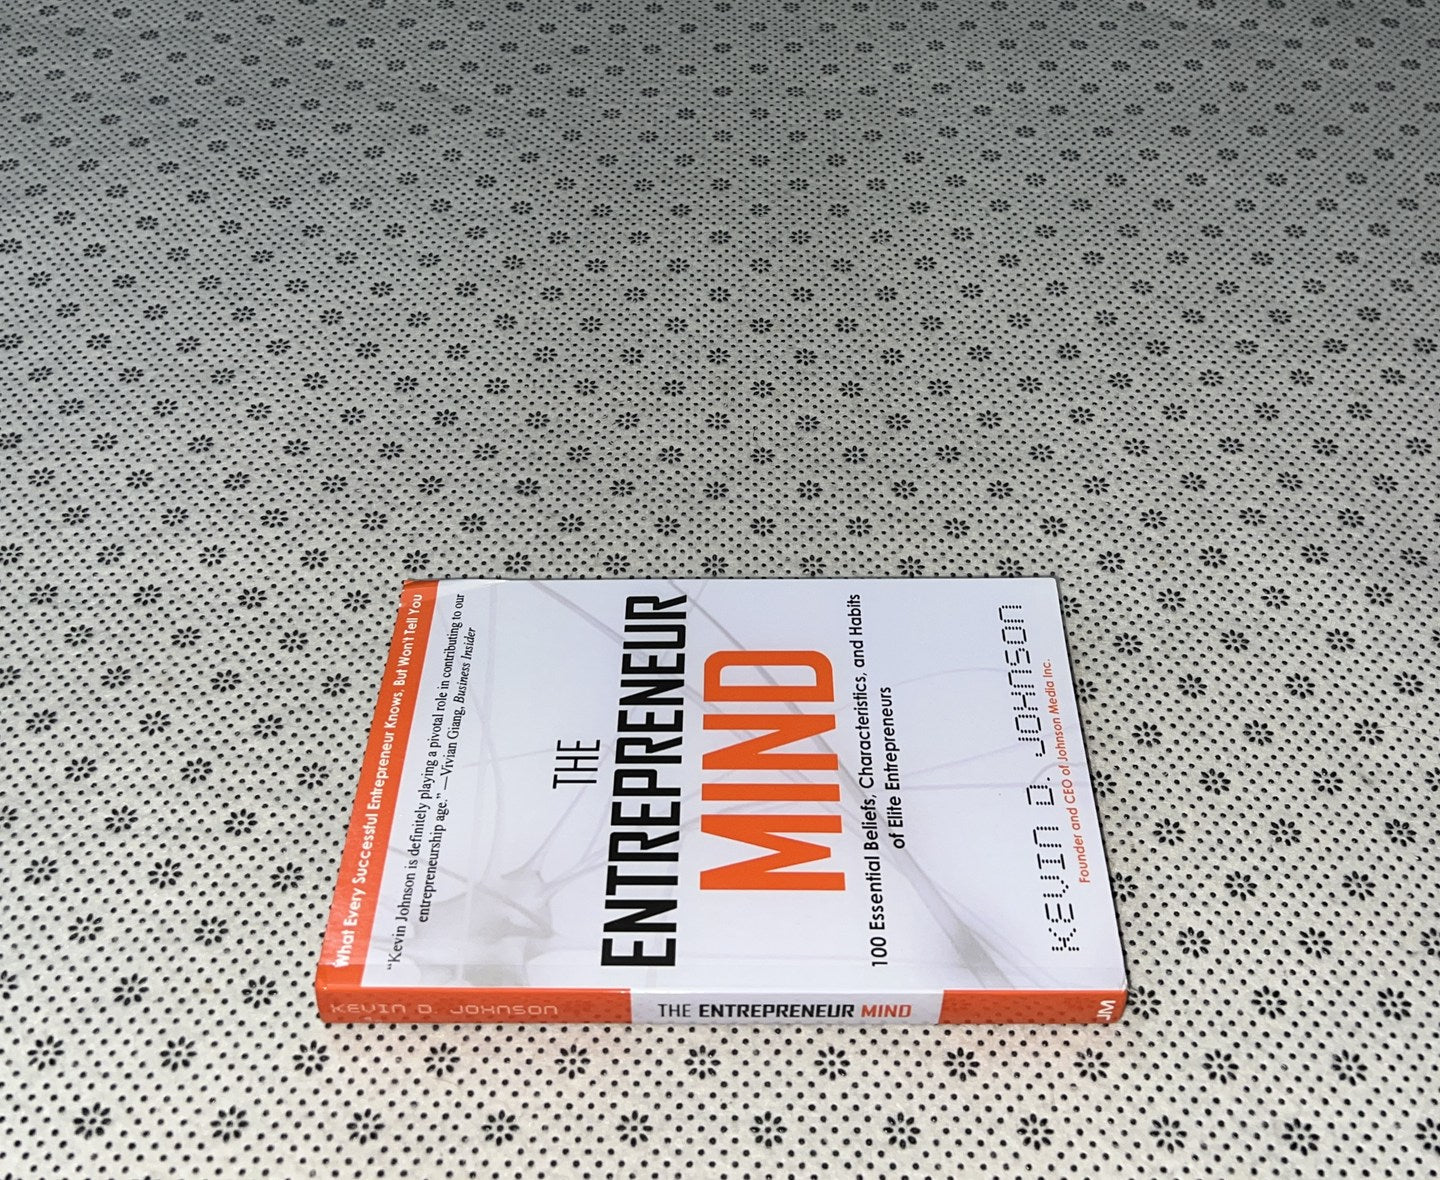 What Every Successful Entrepreneur Knows, But Won't Tell You
“Kevin Johnson is definitely playing a pivotal role in contributing to our
entrepreneurship age.” —Vivian Giang, Business Insider
THE
ENTREPRENEUR
MIND
100 Essential Beliefs, Characteristics, and Habits
of Elite Entrepreneurs
KEVIN D. JOHNSON
Founder and CEO of Johnson Media Inc.
KEVIN D. JOHNSON THE ENTREPRENEUR MIND